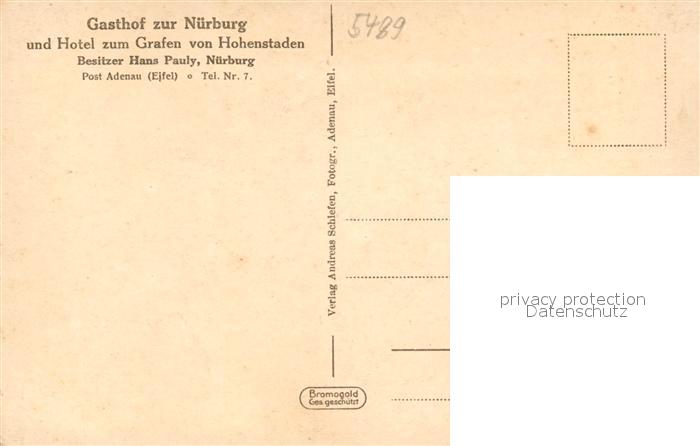 Gasthof zur Nürburg
und Hotel zum Grafen von Hohenstaden
Besitzer Hans Pauly, Nürburg
Post Adenau (Eifel) o Tel. Nr. 7.
5489
Verlag Andreas Schiefen, Fotogr., Adenau, Eifel.
Bromogold
Ges. geschützt
privacy protection
Datenschutz